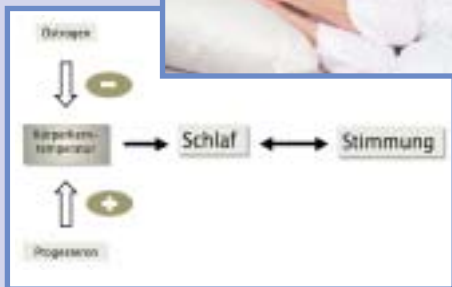 Östrogen
−
Körperkern-
temperatur
Schlaf
Stimmung
+
Progesteron